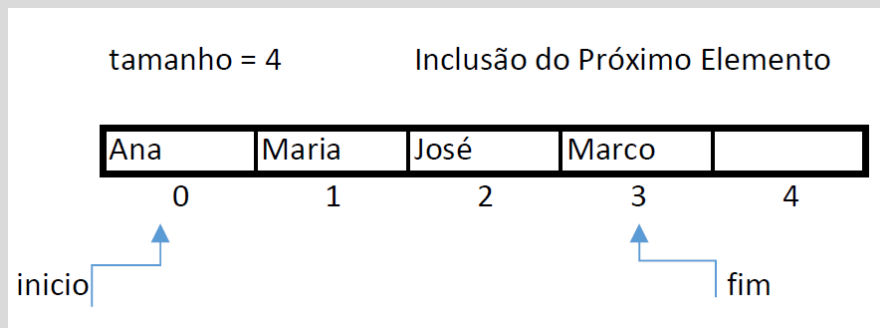 tamanho = 4 Inclusão do Próximo Elemento
Ana Maria José Marco
0 1 2 3 4
inicio fim